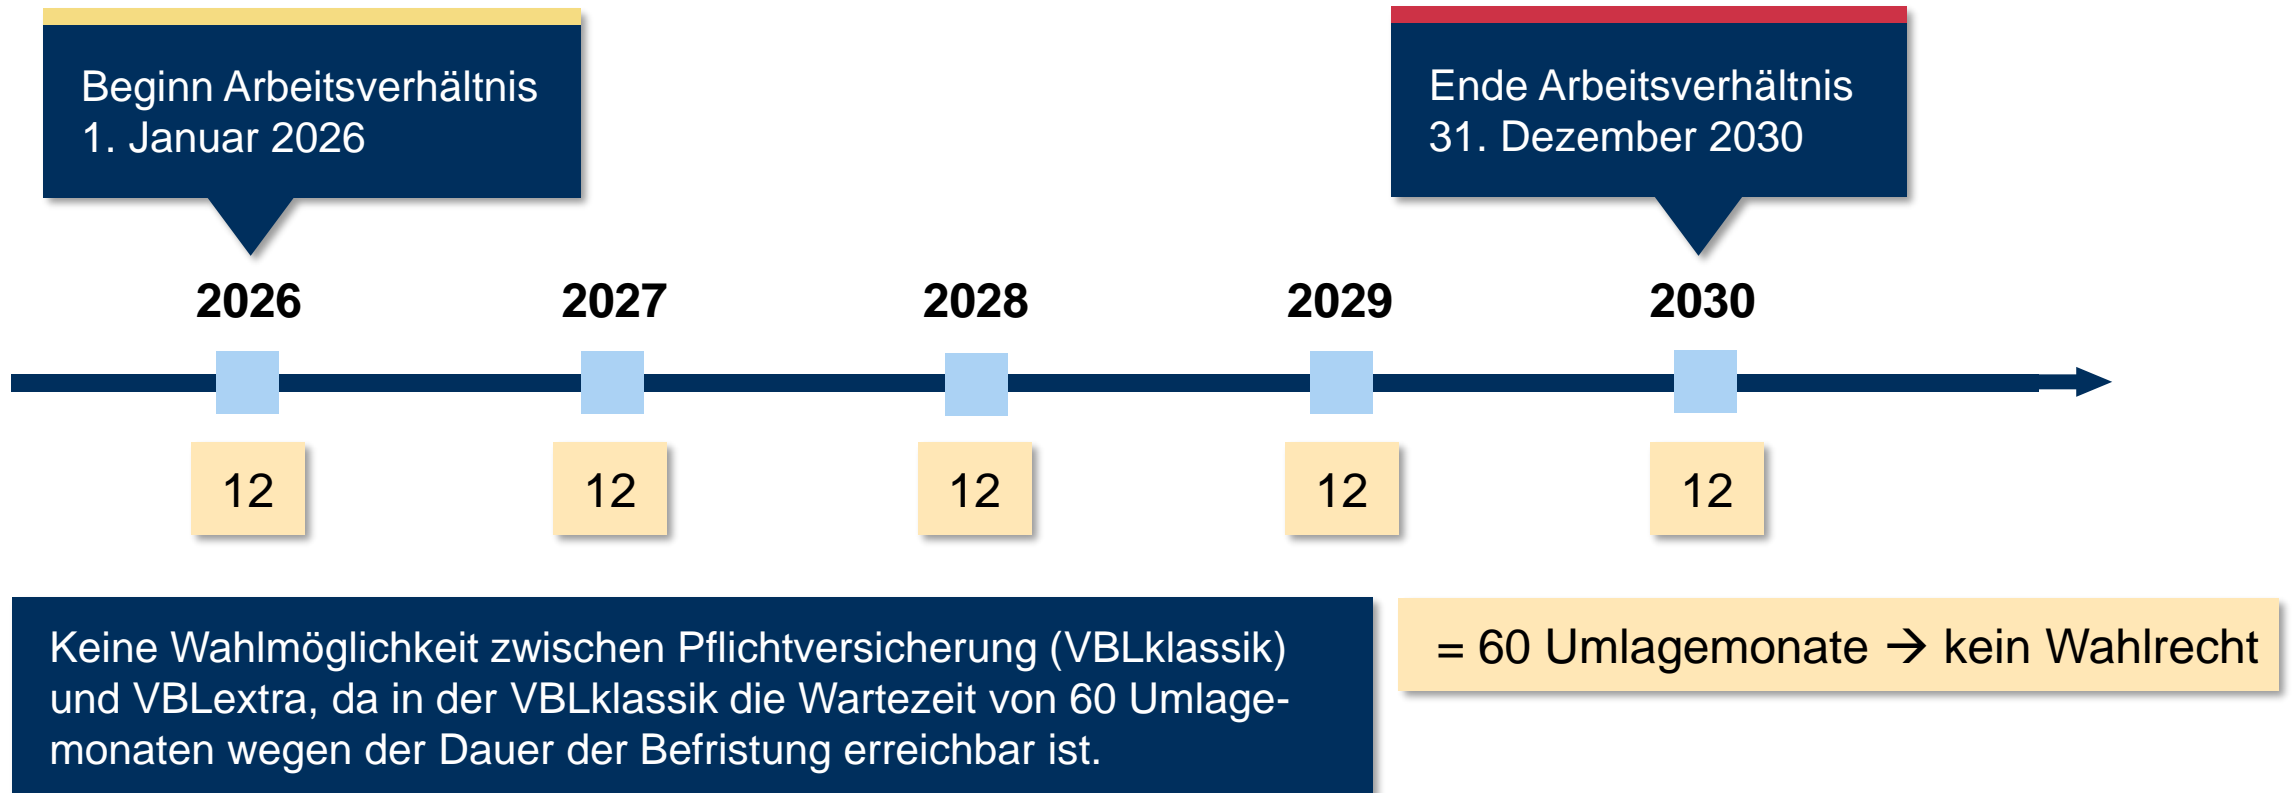 Beginn Arbeitsverhältnis
1. Januar 2026
Ende Arbeitsverhältnis
31. Dezember 2030
2026
2027
2028
2029
2030
12
12
12
12
12
Keine Wahlmöglichkeit zwischen Pflichtversicherung (VBLklassik)
und VBLextra, da in der VBLklassik die Wartezeit von 60 Umlage-
monaten wegen der Dauer der Befristung erreichbar ist.
= 60 Umlagemonate → kein Wahlrecht